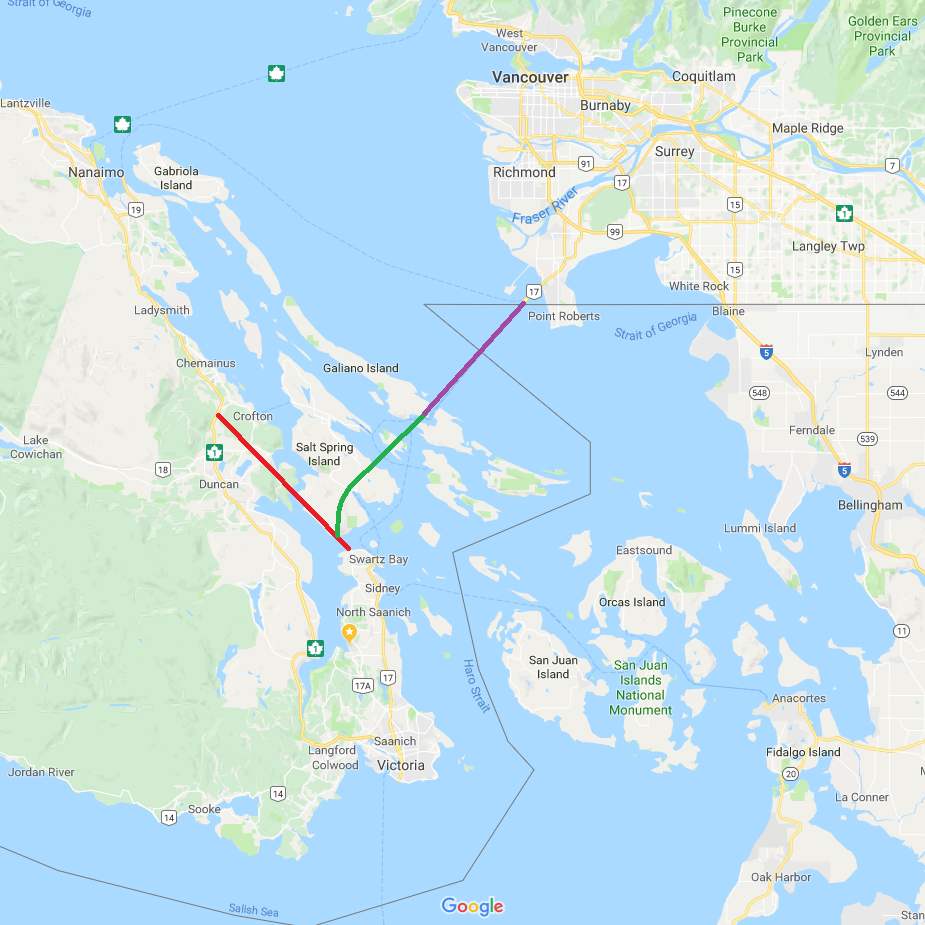 Strait of Georgia
Pinecone
Burke
Provincial
Park
Golden Ears
Provincial
Park
West
Vancouver
Vancouver
Coquitlam
Lantzville
Burnaby
Maple Ridge
Surrey
Nanaimo
Gabriola
Island
Richmond
91
7
17
Fraser River
15
19
1
99
Langley Twp
15
White Rock
17
Ladysmith
Point Roberts
Blaine
Strait of Georgia
5
Lynden
Chemainus
Galiano Island
548
544
Crofton
Ferndale
539
Lake
Cowichan
1
Salt Spring
Island
18
5
Duncan
Bellingham
Lummi Island
Swartz Bay
Eastsound
Sidney
Orcas Island
North Saanich
11
1
San Juan
Island
San Juan
Islands
National
Monument
Haro Strait
17
17A
Anacortes
Saanich
Langford
Colwood
Victoria
Fidalgo Island
Jordan River
20
14
La Conner
Sooke
14
Oak Harbor
Salish Sea
Google
Stan